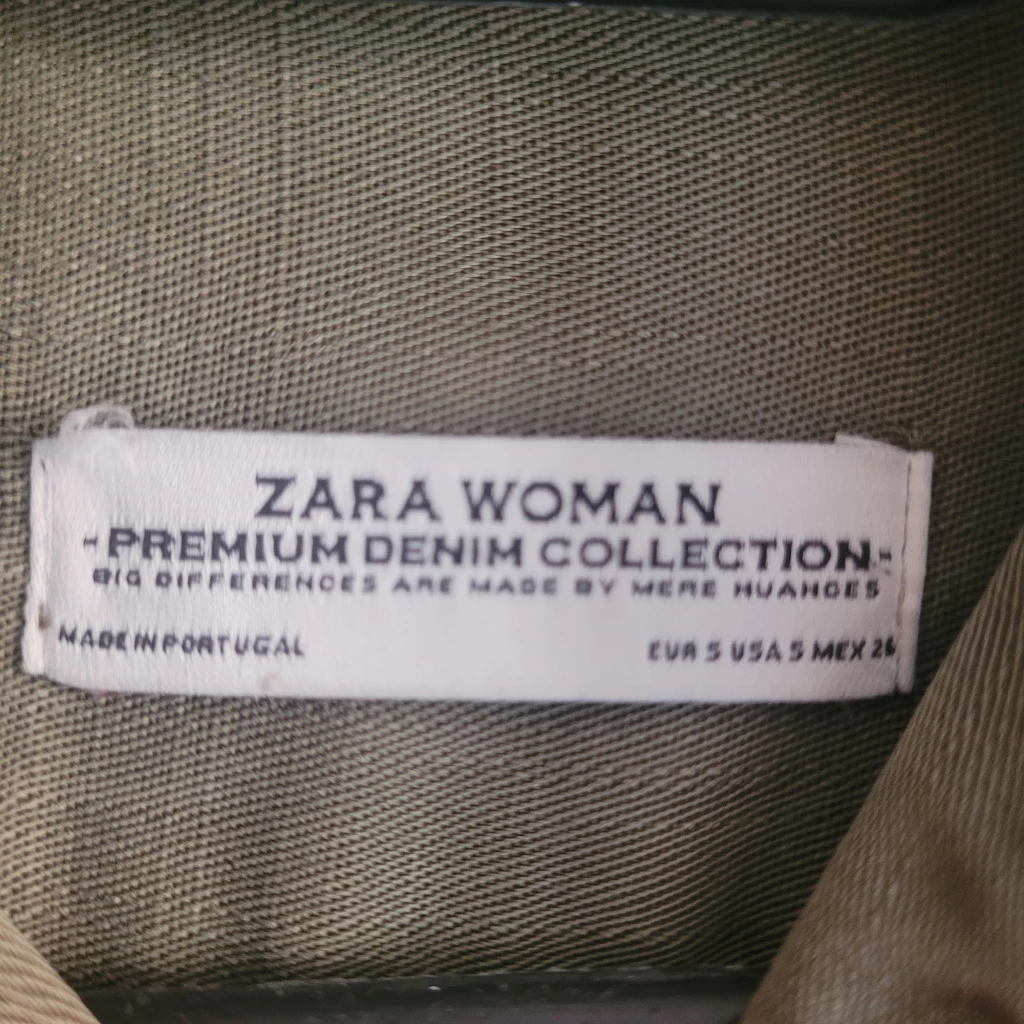 ZARA WOMAN
-PREMIUM DENIM COLLECTION-
BIG DIFFERENCES ARE MADE BY MERE NUANCES
MADE IN PORTUGAL
EUR S USA S MEX 26